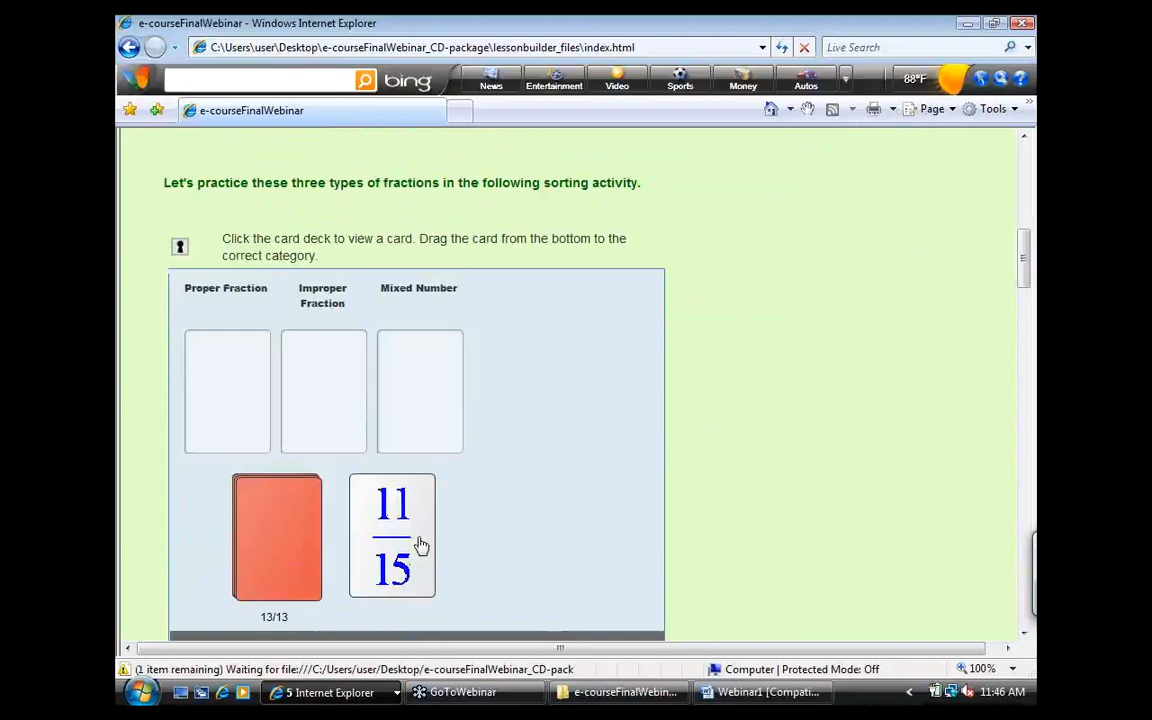 e-courseFinalWebinar - Windows Internet Explorer
C:\Users\user\Desktop\e-courseFinalWebinar_CD-package\lessonbuilder_files\index.html
Live Search
bing
News
Entertainment
Video
Sports
Money
Autos
88°F
e-courseFinalWebinar
Page
Tools
Let's practice these three types of fractions in the following sorting activity.
Click the card deck to view a card. Drag the card from the bottom to the
correct category.
Proper Fraction
Improper
Fraction
Mixed Number
11
15
13/13
(1 item remaining) Waiting for file:///C:/Users/user/Desktop/e-courseFinalWebinar_CD-pack
Computer | Protected Mode: Off
100%
5 Internet Explorer
GoToWebinar
e-courseFinalWebin...
Webinar1 [Compati...
11:46 AM